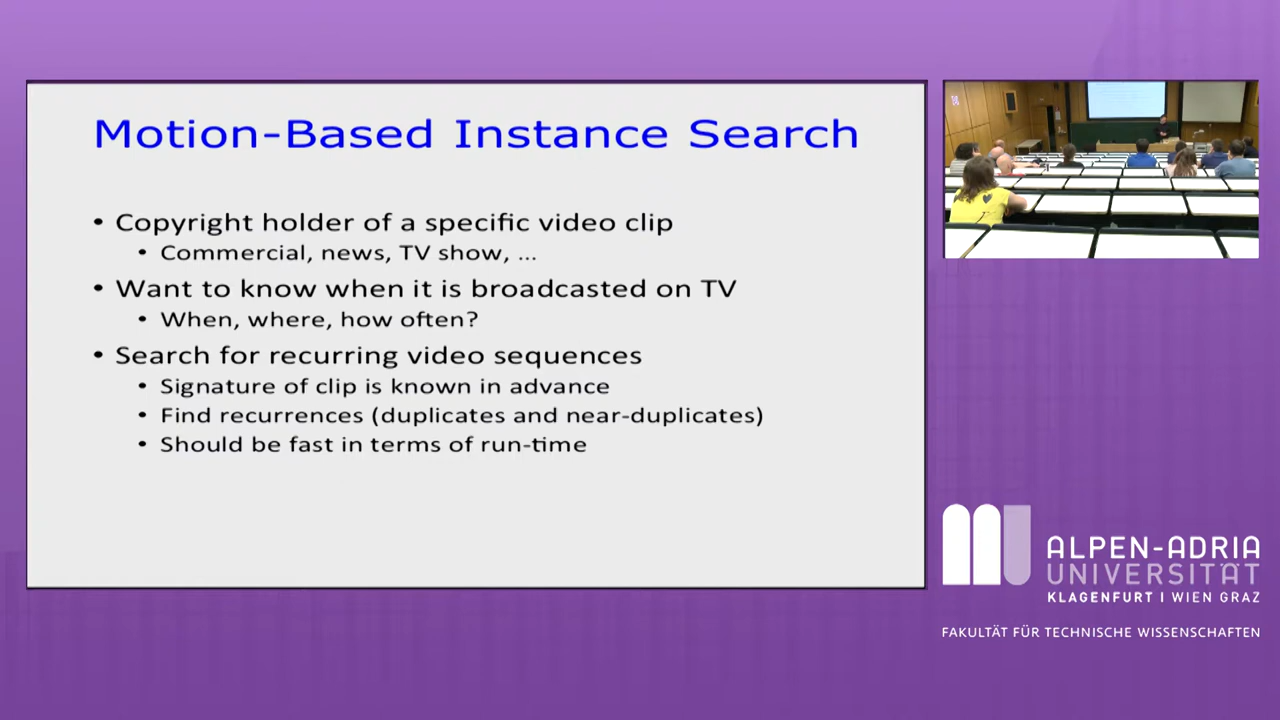 Motion-Based Instance Search
• Copyright holder of a specific video clip
• Commercial, news, TV show, ...
• Want to know when it is broadcasted on TV
• When, where, how often?
• Search for recurring video sequences
• Signature of clip is known in advance
• Find recurrences (duplicates and near-duplicates)
• Should be fast in terms of run-time
ALPEN-ADRIA
UNIVERSITÄT
KLAGENFURT | WIEN GRAZ
FAKULTÄT FÜR TECHNISCHE WISSENSCHAFTEN